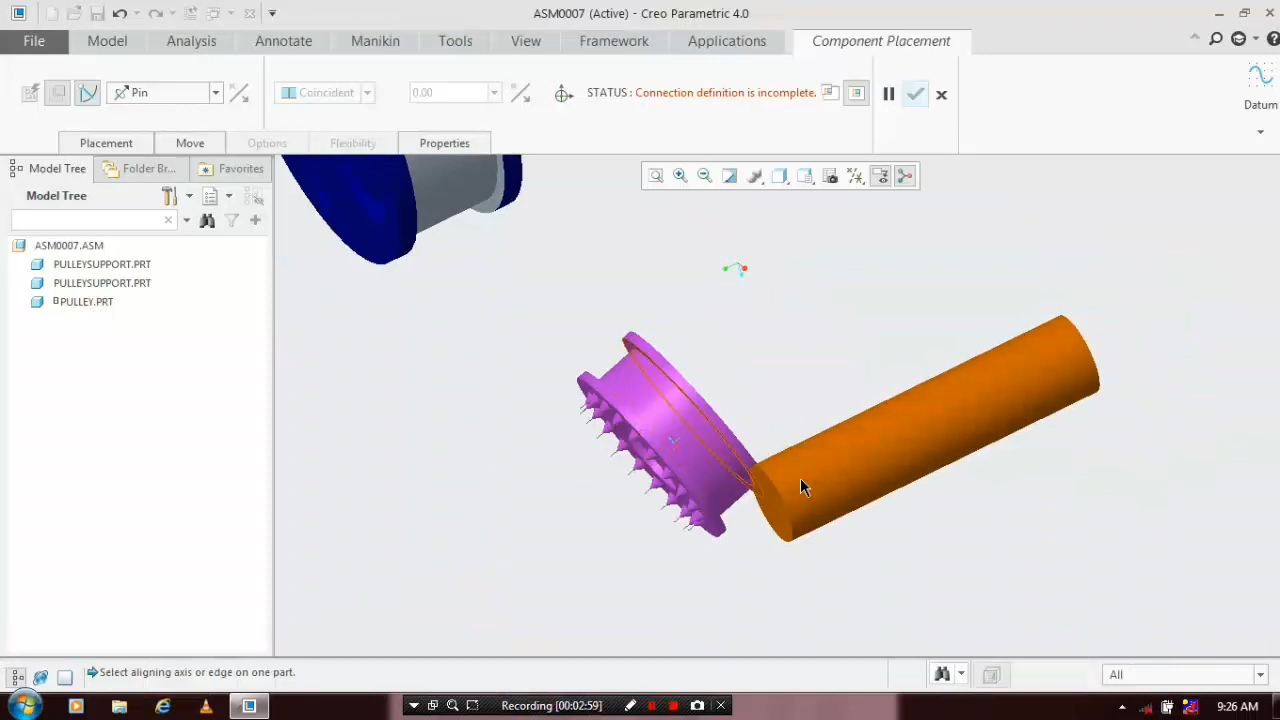 ASM0007 (Active) - Creo Parametric 4.0
File Model Analysis Annotate Manikin Tools View Framework Applications Component Placement
Pin Coincident 0.00 STATUS : Connection definition is incomplete.
Datum
Placement Move Options Flexibility Properties
Model Tree Folder Br... Favorites
Model Tree
ASM0007.ASM
PULLEYSUPPORT.PRT
PULLEYSUPPORT.PRT
PULLEY.PRT
Select aligning axis or edge on one part.
All
Recording [00:02:59]
9:26 AM